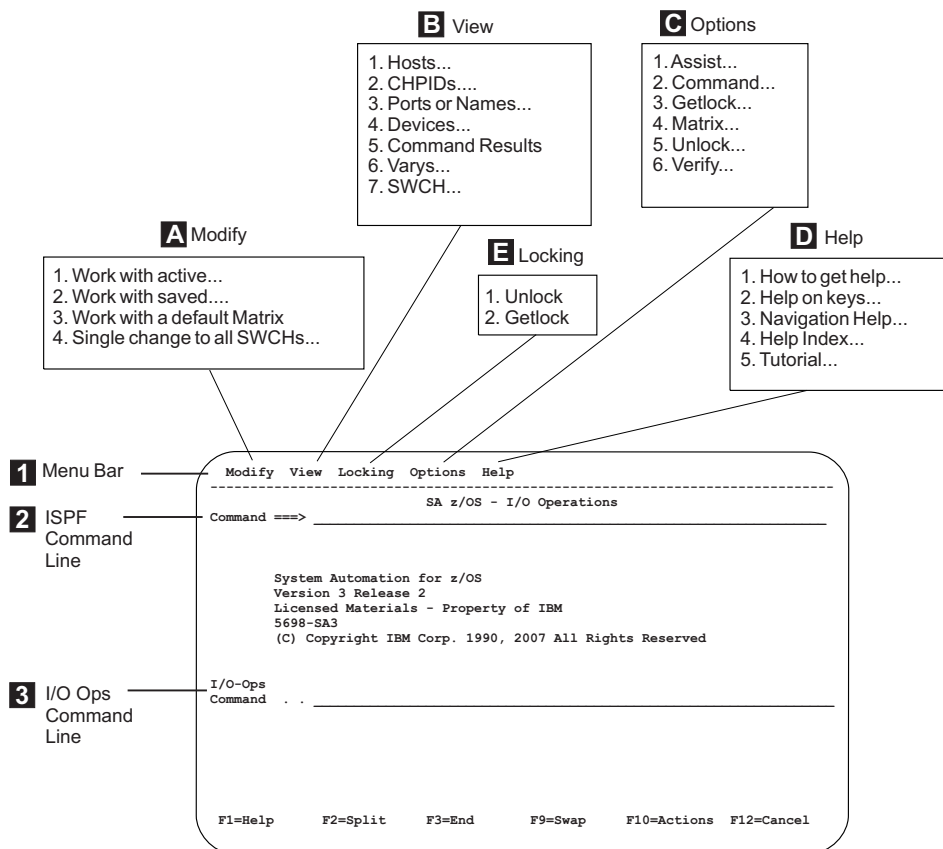 B View
1. Hosts...
2. CHPIDs....
3. Ports or Names...
4. Devices...
5. Command Results
6. Varys...
7. SWCH...
C Options
1. Assist...
2. Command...
3. Getlock...
4. Matrix...
5. Unlock...
6. Verify...
A Modify
1. Work with active...
2. Work with saved....
3. Work with a default Matrix
4. Single change to all SWCHs...
E Locking
1. Unlock
2. Getlock
D Help
1. How to get help...
2. Help on keys...
3. Navigation Help...
4. Help Index...
5. Tutorial...
1 Menu Bar
Modify View Locking Options Help
SA z/OS - I/O Operations
2 ISPF
Command
Line
Command ===>
System Automation for z/OS
Version 3 Release 2
Licensed Materials - Property of IBM
5698-SA3
(C) Copyright IBM Corp. 1990, 2007 All Rights Reserved
3 I/O Ops
Command
Line
I/O-Ops
Command . .
F1=Help F2=Split F3=End F9=Swap F10=Actions F12=Cancel